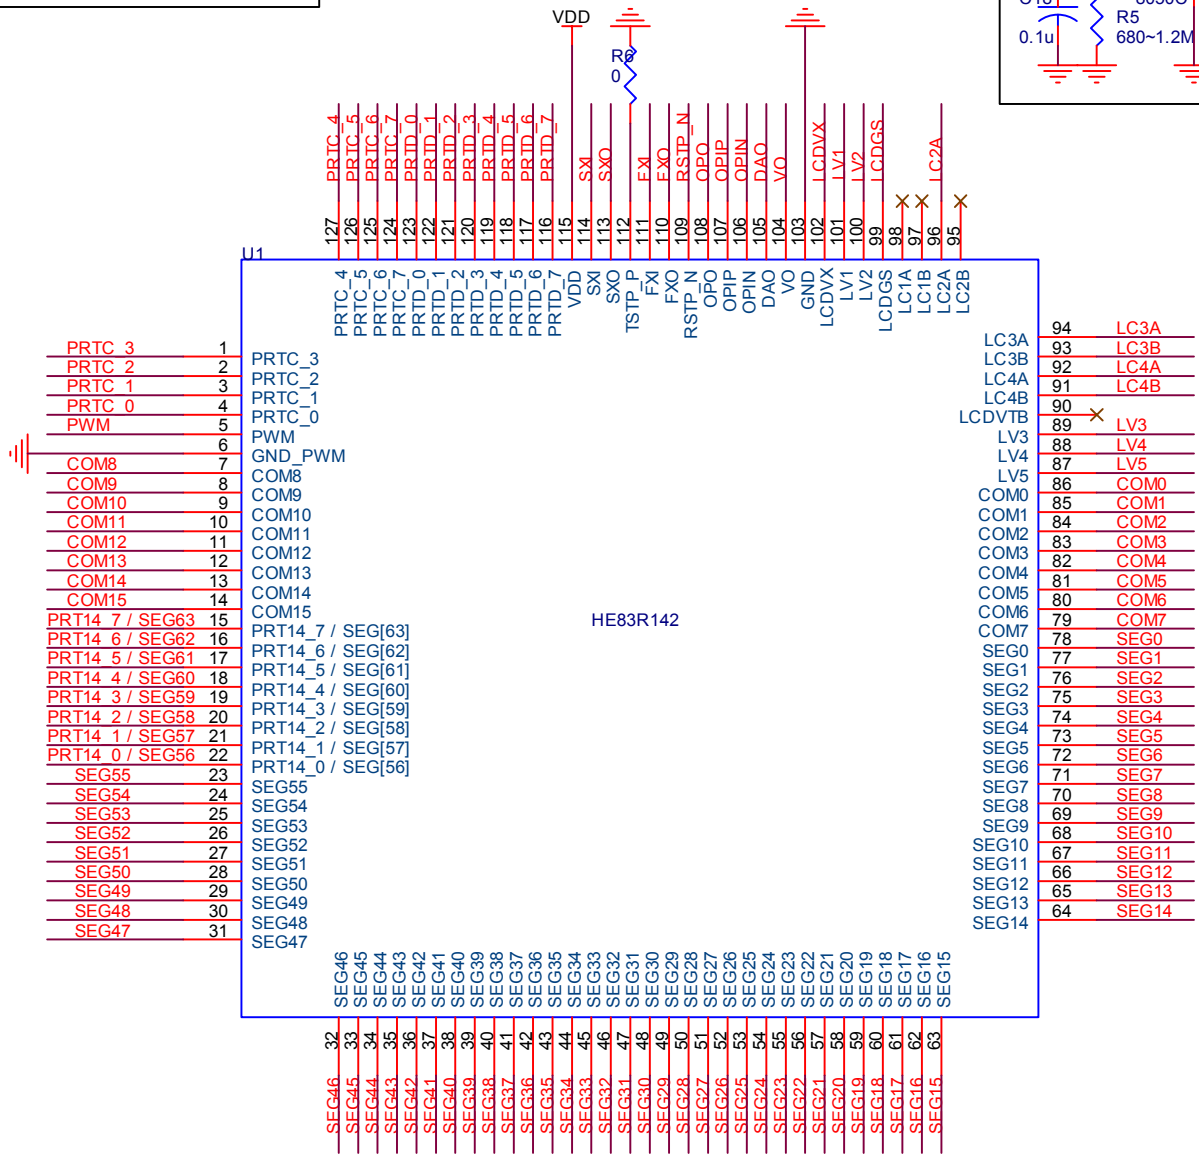 VDD
R6
0
0.1u
R5
680~1.2M
PRTC_4
PRTC_5
PRTC_6
PRTC_7
PRTD_0
PRTD_1
PRTD_2
PRTD_3
PRTD_4
PRTD_5
PRTD_6
PRTD_7
SXI
SXO
FXI
FXO
RSTP_N
OPO
OPIP
OPIN
DAO
VO
LCDVX
LV1
LV2
LCDGS
LC2A
127
126
125
124
123
122
121
120
119
118
117
116
115
114
113
112
111
110
109
108
107
106
105
104
103
102
101
100
99
98
97
96
95
U1
PRTC_4
PRTC_5
PRTC_6
PRTC_7
PRTD_0
PRTD_1
PRTD_2
PRTD_3
PRTD_4
PRTD_5
PRTD_6
PRTD_7
VDD
SXI
SXO
TSTP_P
FXI
FXO
RSTP_N
OPO
OPIP
OPIN
DAO
VO
GND
LCDVX
LV1
LV2
LCDGS
LC1A
LC1B
LC2A
LC2B
PRTC_3 1 PRTC_3
PRTC_2 2 PRTC_2
PRTC_1 3 PRTC_1
PRTC_0 4 PRTC_0
PWM 5 PWM
6 GND_PWM
COM8 7 COM8
COM9 8 COM9
COM10 9 COM10
COM11 10 COM11
COM12 11 COM12
COM13 12 COM13
COM14 13 COM14
COM15 14 COM15
PRT14_7 / SEG63 15 PRT14_7 / SEG[63]
PRT14_6 / SEG62 16 PRT14_6 / SEG[62]
PRT14_5 / SEG61 17 PRT14_5 / SEG[61]
PRT14_4 / SEG60 18 PRT14_4 / SEG[60]
PRT14_3 / SEG59 19 PRT14_3 / SEG[59]
PRT14_2 / SEG58 20 PRT14_2 / SEG[58]
PRT14_1 / SEG57 21 PRT14_1 / SEG[57]
PRT14_0 / SEG56 22 PRT14_0 / SEG[56]
SEG55 23 SEG55
SEG54 24 SEG54
SEG53 25 SEG53
SEG52 26 SEG52
SEG51 27 SEG51
SEG50 28 SEG50
SEG49 29 SEG49
SEG48 30 SEG48
SEG47 31 SEG47
HE83R142
LC3A 94 LC3A
LC3B 93 LC3B
LC4A 92 LC4A
LC4B 91 LC4B
LCDVTB 90
LV3 89 LV3
LV4 88 LV4
LV5 87 LV5
COM0 86 COM0
COM1 85 COM1
COM2 84 COM2
COM3 83 COM3
COM4 82 COM4
COM5 81 COM5
COM6 80 COM6
COM7 79 COM7
SEG0 78 SEG0
SEG1 77 SEG1
SEG2 76 SEG2
SEG3 75 SEG3
SEG4 74 SEG4
SEG5 73 SEG5
SEG6 72 SEG6
SEG7 71 SEG7
SEG8 70 SEG8
SEG9 69 SEG9
SEG10 68 SEG10
SEG11 67 SEG11
SEG12 66 SEG12
SEG13 65 SEG13
SEG14 64 SEG14
SEG46
SEG45
SEG44
SEG43
SEG42
SEG41
SEG40
SEG39
SEG38
SEG37
SEG36
SEG35
SEG34
SEG33
SEG32
SEG31
SEG30
SEG29
SEG28
SEG27
SEG26
SEG25
SEG24
SEG23
SEG22
SEG21
SEG20
SEG19
SEG18
SEG17
SEG16
SEG15
32
33
34
35
36
37
38
39
40
41
42
43
44
45
46
47
48
49
50
51
52
53
54
55
56
57
58
59
60
61
62
63
SEG46
SEG45
SEG44
SEG43
SEG42
SEG41
SEG40
SEG39
SEG38
SEG37
SEG36
SEG35
SEG34
SEG33
SEG32
SEG31
SEG30
SEG29
SEG28
SEG27
SEG26
SEG25
SEG24
SEG23
SEG22
SEG21
SEG20
SEG19
SEG18
SEG17
SEG16
SEG15